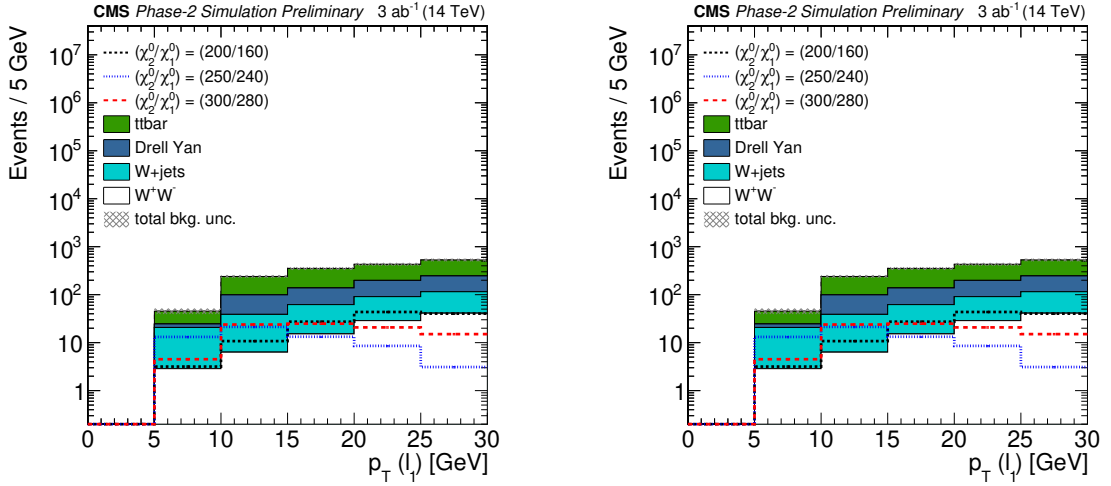 CMS Phase-2 Simulation Preliminary 3 ab⁻¹ (14 TeV)
Events / 5 GeV
10⁷
10⁶
10⁵
10⁴
10³
10²
10
1
(χ₂⁰/χ₁⁰) = (200/160)
(χ₂⁰/χ₁⁰) = (250/240)
(χ₂⁰/χ₁⁰) = (300/280)
ttbar
Drell Yan
W+jets
W⁺W⁻
total bkg. unc.
0 5 10 15 20 25 30
p_T (l₁) [GeV]
CMS Phase-2 Simulation Preliminary 3 ab⁻¹ (14 TeV)
Events / 5 GeV
10⁷
10⁶
10⁵
10⁴
10³
10²
10
1
(χ₂⁰/χ₁⁰) = (200/160)
(χ₂⁰/χ₁⁰) = (250/240)
(χ₂⁰/χ₁⁰) = (300/280)
ttbar
Drell Yan
W+jets
W⁺W⁻
total bkg. unc.
0 5 10 15 20 25 30
p_T (l₁) [GeV]